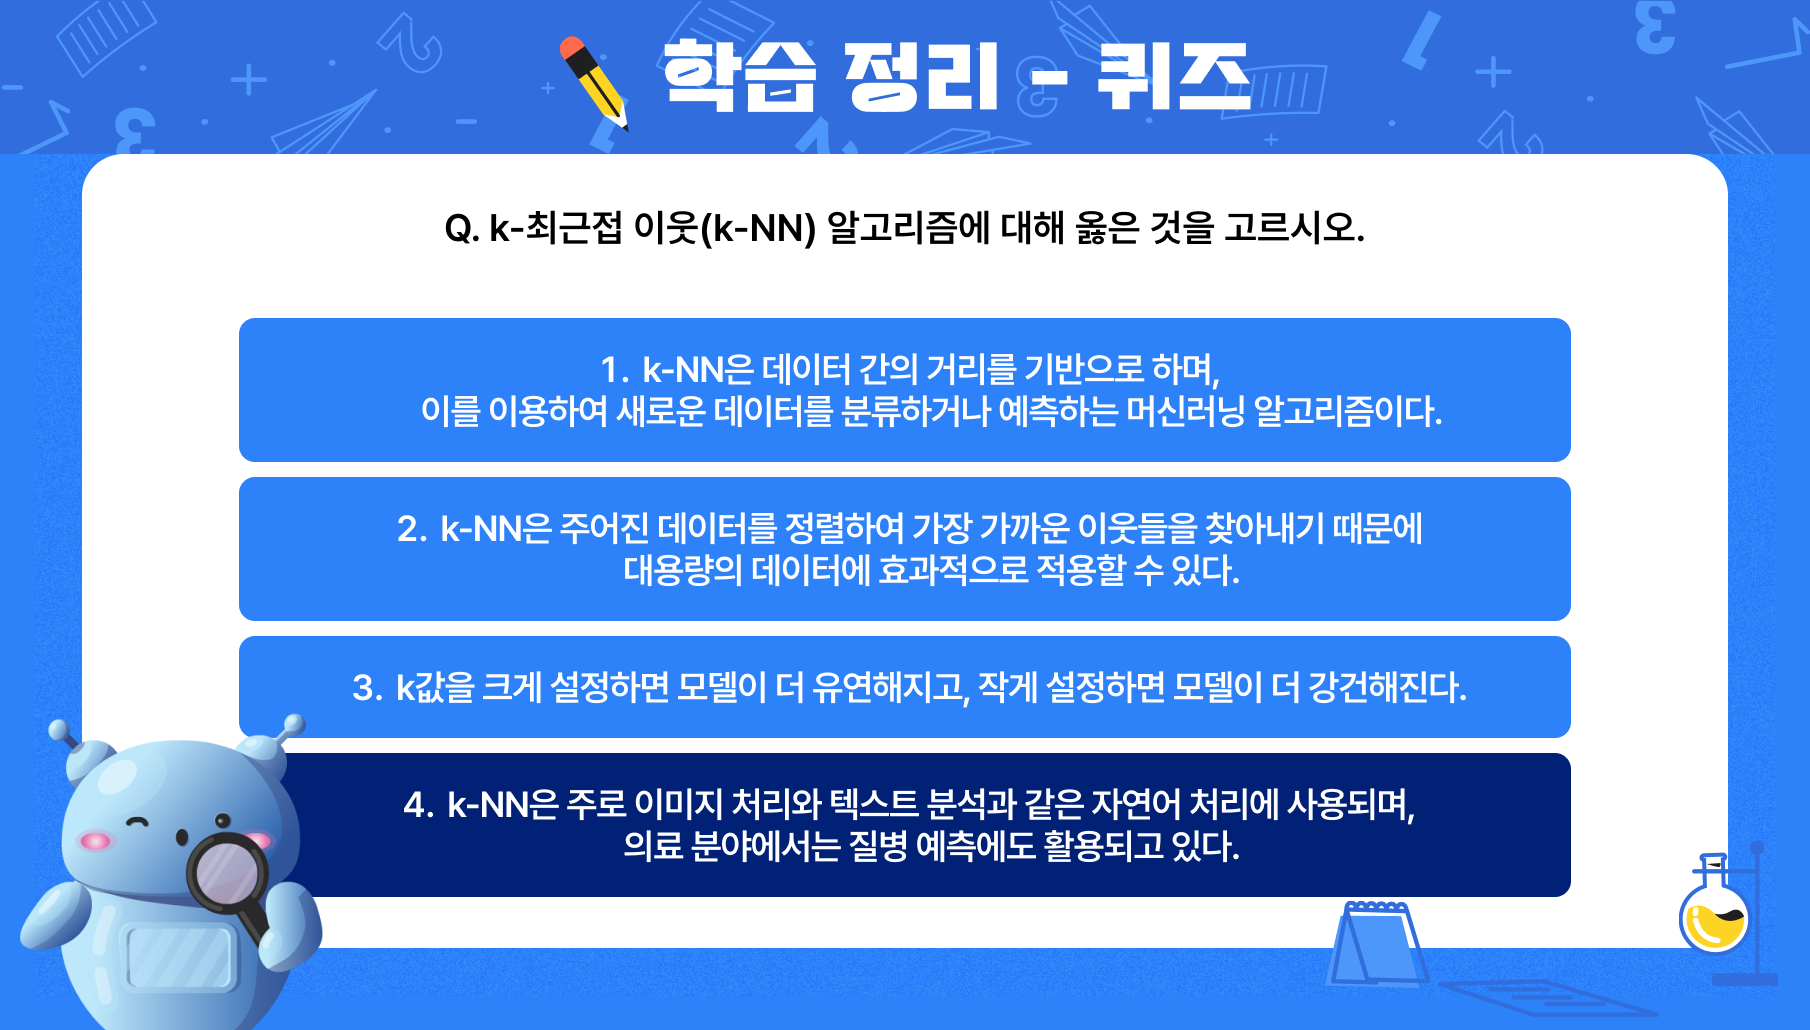 학습 정리 - 퀴즈
Q. k-최근접 이웃(k-NN) 알고리즘에 대해 옳은 것을 고르시오.
1. k-NN은 데이터 간의 거리를 기반으로 하며,
이를 이용하여 새로운 데이터를 분류하거나 예측하는 머신러닝 알고리즘이다.
2. k-NN은 주어진 데이터를 정렬하여 가장 가까운 이웃들을 찾아내기 때문에
대용량의 데이터에 효과적으로 적용할 수 있다.
3. k값을 크게 설정하면 모델이 더 유연해지고, 작게 설정하면 모델이 더 강건해진다.
4. k-NN은 주로 이미지 처리와 텍스트 분석과 같은 자연어 처리에 사용되며,
의료 분야에서는 질병 예측에도 활용되고 있다.